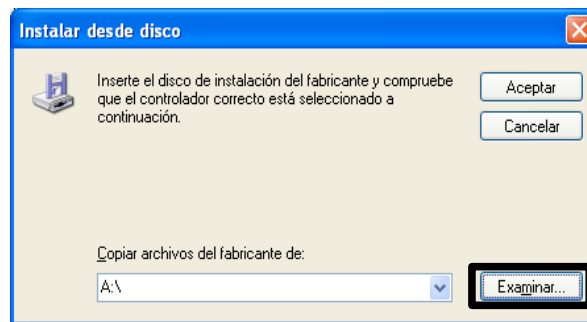 Instalar desde disco
Inserte el disco de instalación del fabricante y compruebe
que el controlador correcto está seleccionado a
continuación.
Aceptar
Cancelar
Copiar archivos del fabricante de:
A:\
Examinar...